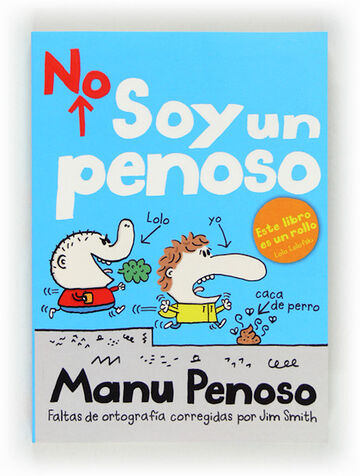 No
Soy un
penoso
Este libro
es un rollo
Lolo
yo
caca
de perro
Manu Penoso
Faltas de ortografía corregidas por Jim Smith